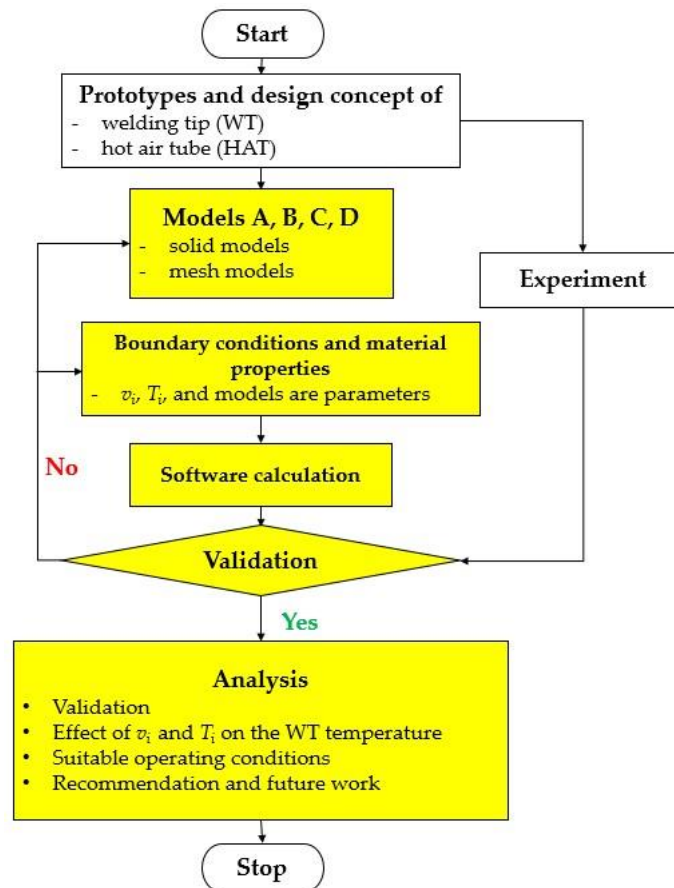 Start
Prototypes and design concept of
- welding tip (WT)
- hot air tube (HAT)
Models A, B, C, D
- solid models
- mesh models
Experiment
Boundary conditions and material
properties
- vᵢ, Tᵢ, and models are parameters
No
Software calculation
Validation
Yes
Analysis
• Validation
• Effect of vᵢ and Tᵢ on the WT temperature
• Suitable operating conditions
• Recommendation and future work
Stop